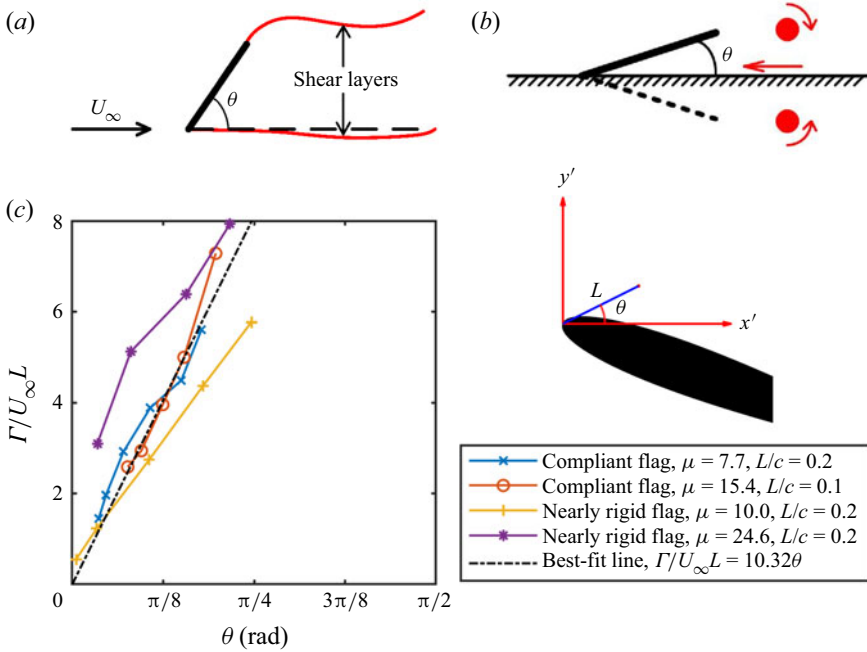 (a)
θ
U∞
Shear layers
(b)
θ
(c)
8
6
4
2
0
π/8
π/4
3π/8
π/2
Γ/U∞L
θ (rad)
y′
L
θ
x′
Compliant flag, μ = 7.7, L/c = 0.2
Compliant flag, μ = 15.4, L/c = 0.1
Nearly rigid flag, μ = 10.0, L/c = 0.2
Nearly rigid flag, μ = 24.6, L/c = 0.2
Best-fit line, Γ/U∞L = 10.32θ